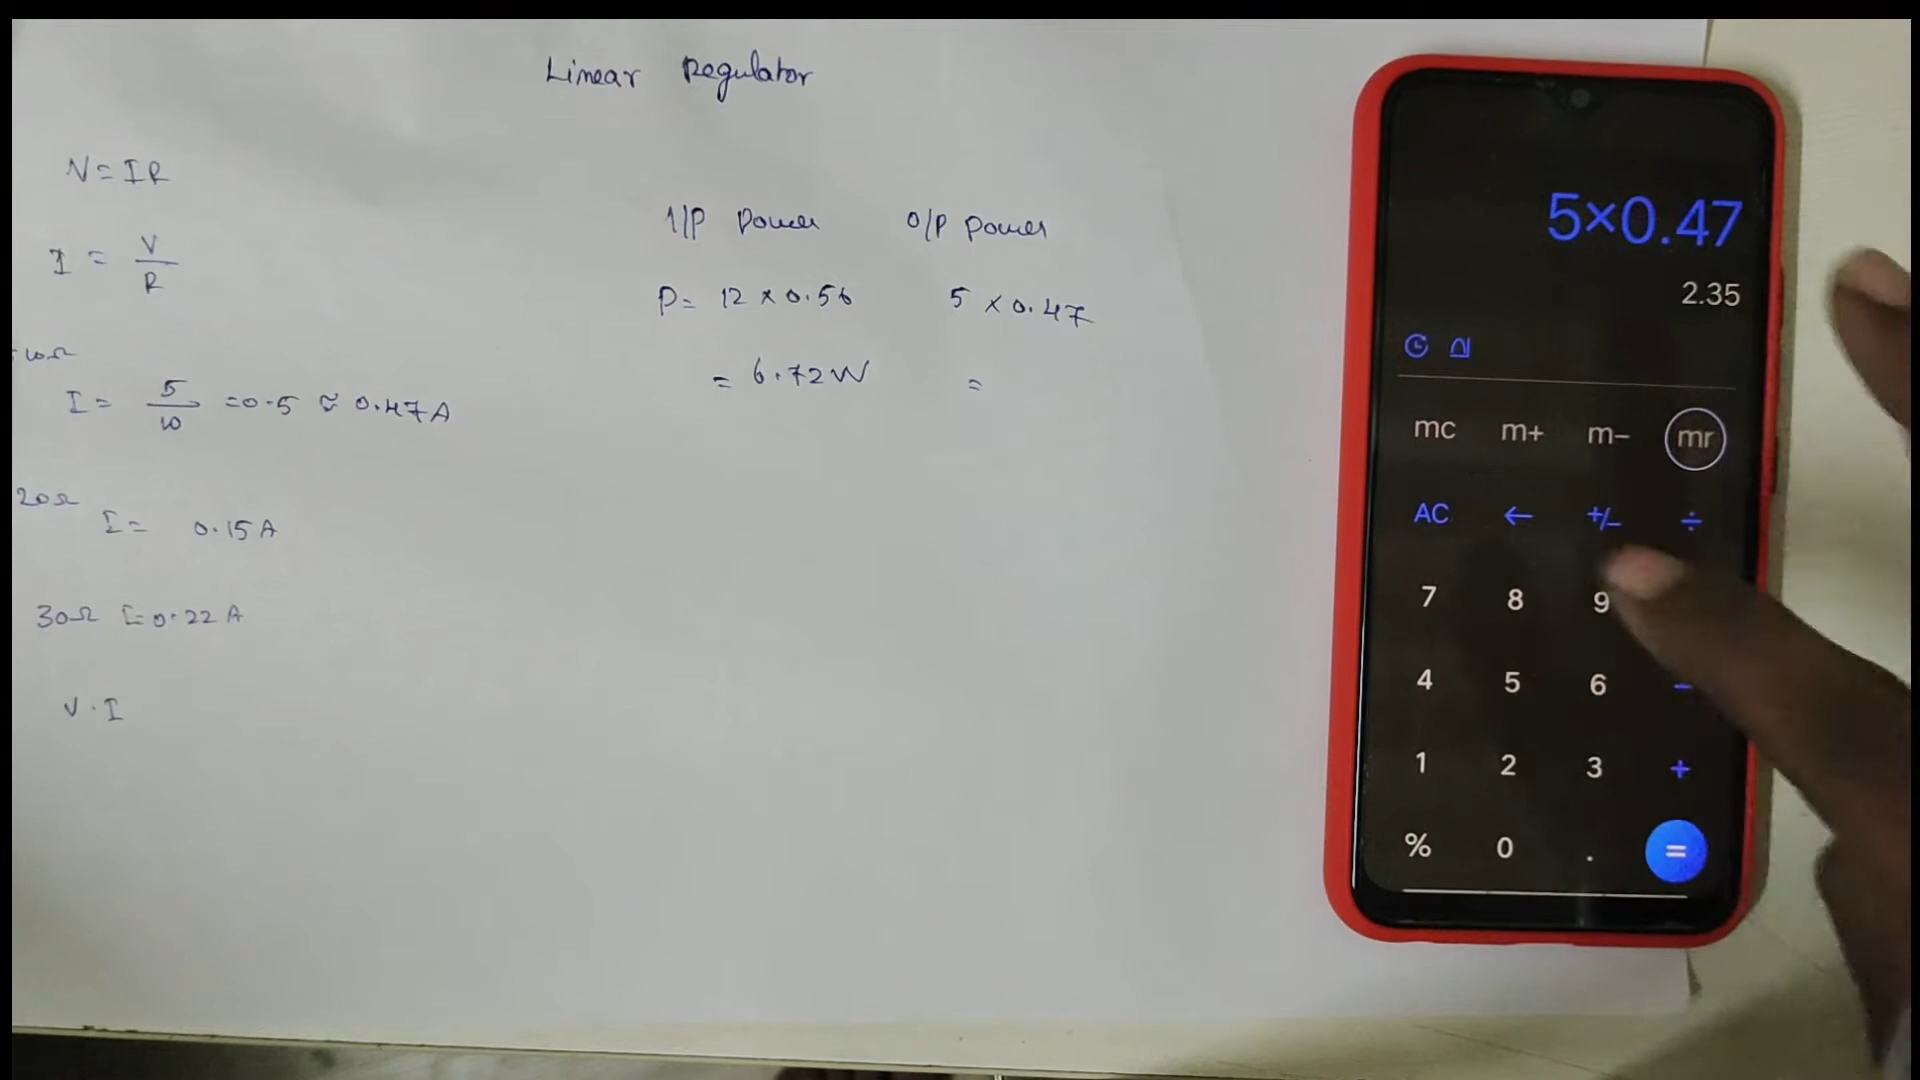 Linear Regulator
V = IR
I = V/R
10Ω
I = 5/10 = 0.5 ≈ 0.47A
20Ω
I = 0.15A
30Ω I = 0.22A
V.I
I/P Power O/P Power
P = 12 × 0.56 5 × 0.47
= 6.72W =
5×0.47
2.35
mc m+ m− mr
AC ← +/− ÷
7 8 9
4 5 6 −
1 2 3 +
% 0 . =